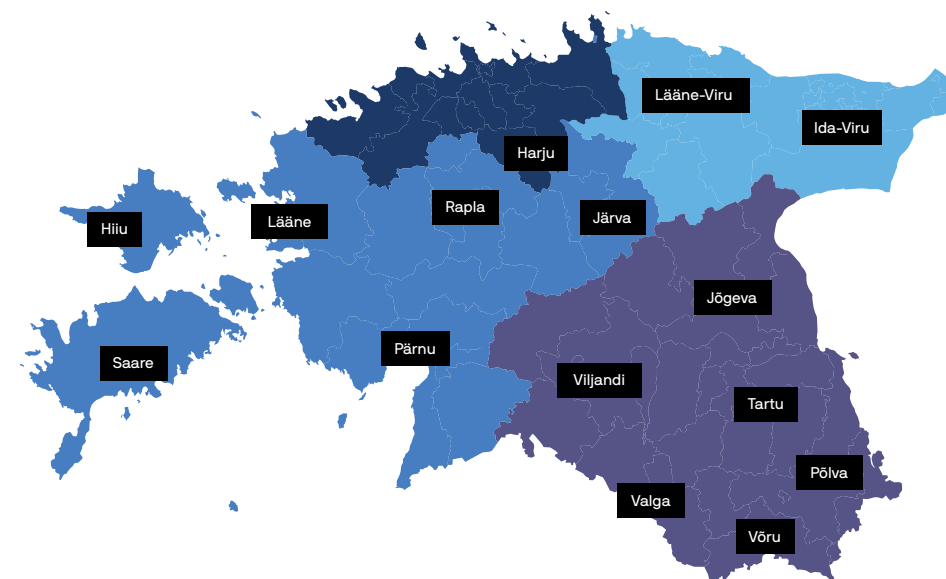 Lääne-Viru
Ida-Viru
Harju
Rapla
Järva
Lääne
Hiiu
Jõgeva
Pärnu
Saare
Viljandi
Tartu
Põlva
Valga
Võru